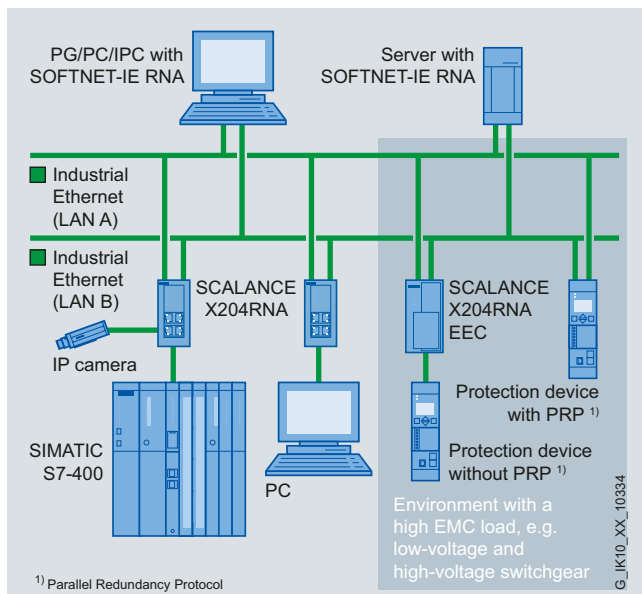 PG/PC/IPC with
SOFTNET-IE RNA
Server with
SOFTNET-IE RNA
Industrial
Ethernet
(LAN A)
Industrial
Ethernet
(LAN B)
SCALANCE
X204RNA
SCALANCE
X204RNA
EEC
IP camera
SIMATIC
S7-400
PC
Protection device
with PRP 1)
Protection device
without PRP 1)
Environment with a
high EMC load, e.g.
low-voltage and
high-voltage switchgear
1) Parallel Redundancy Protocol
G_IK10_XX_10334